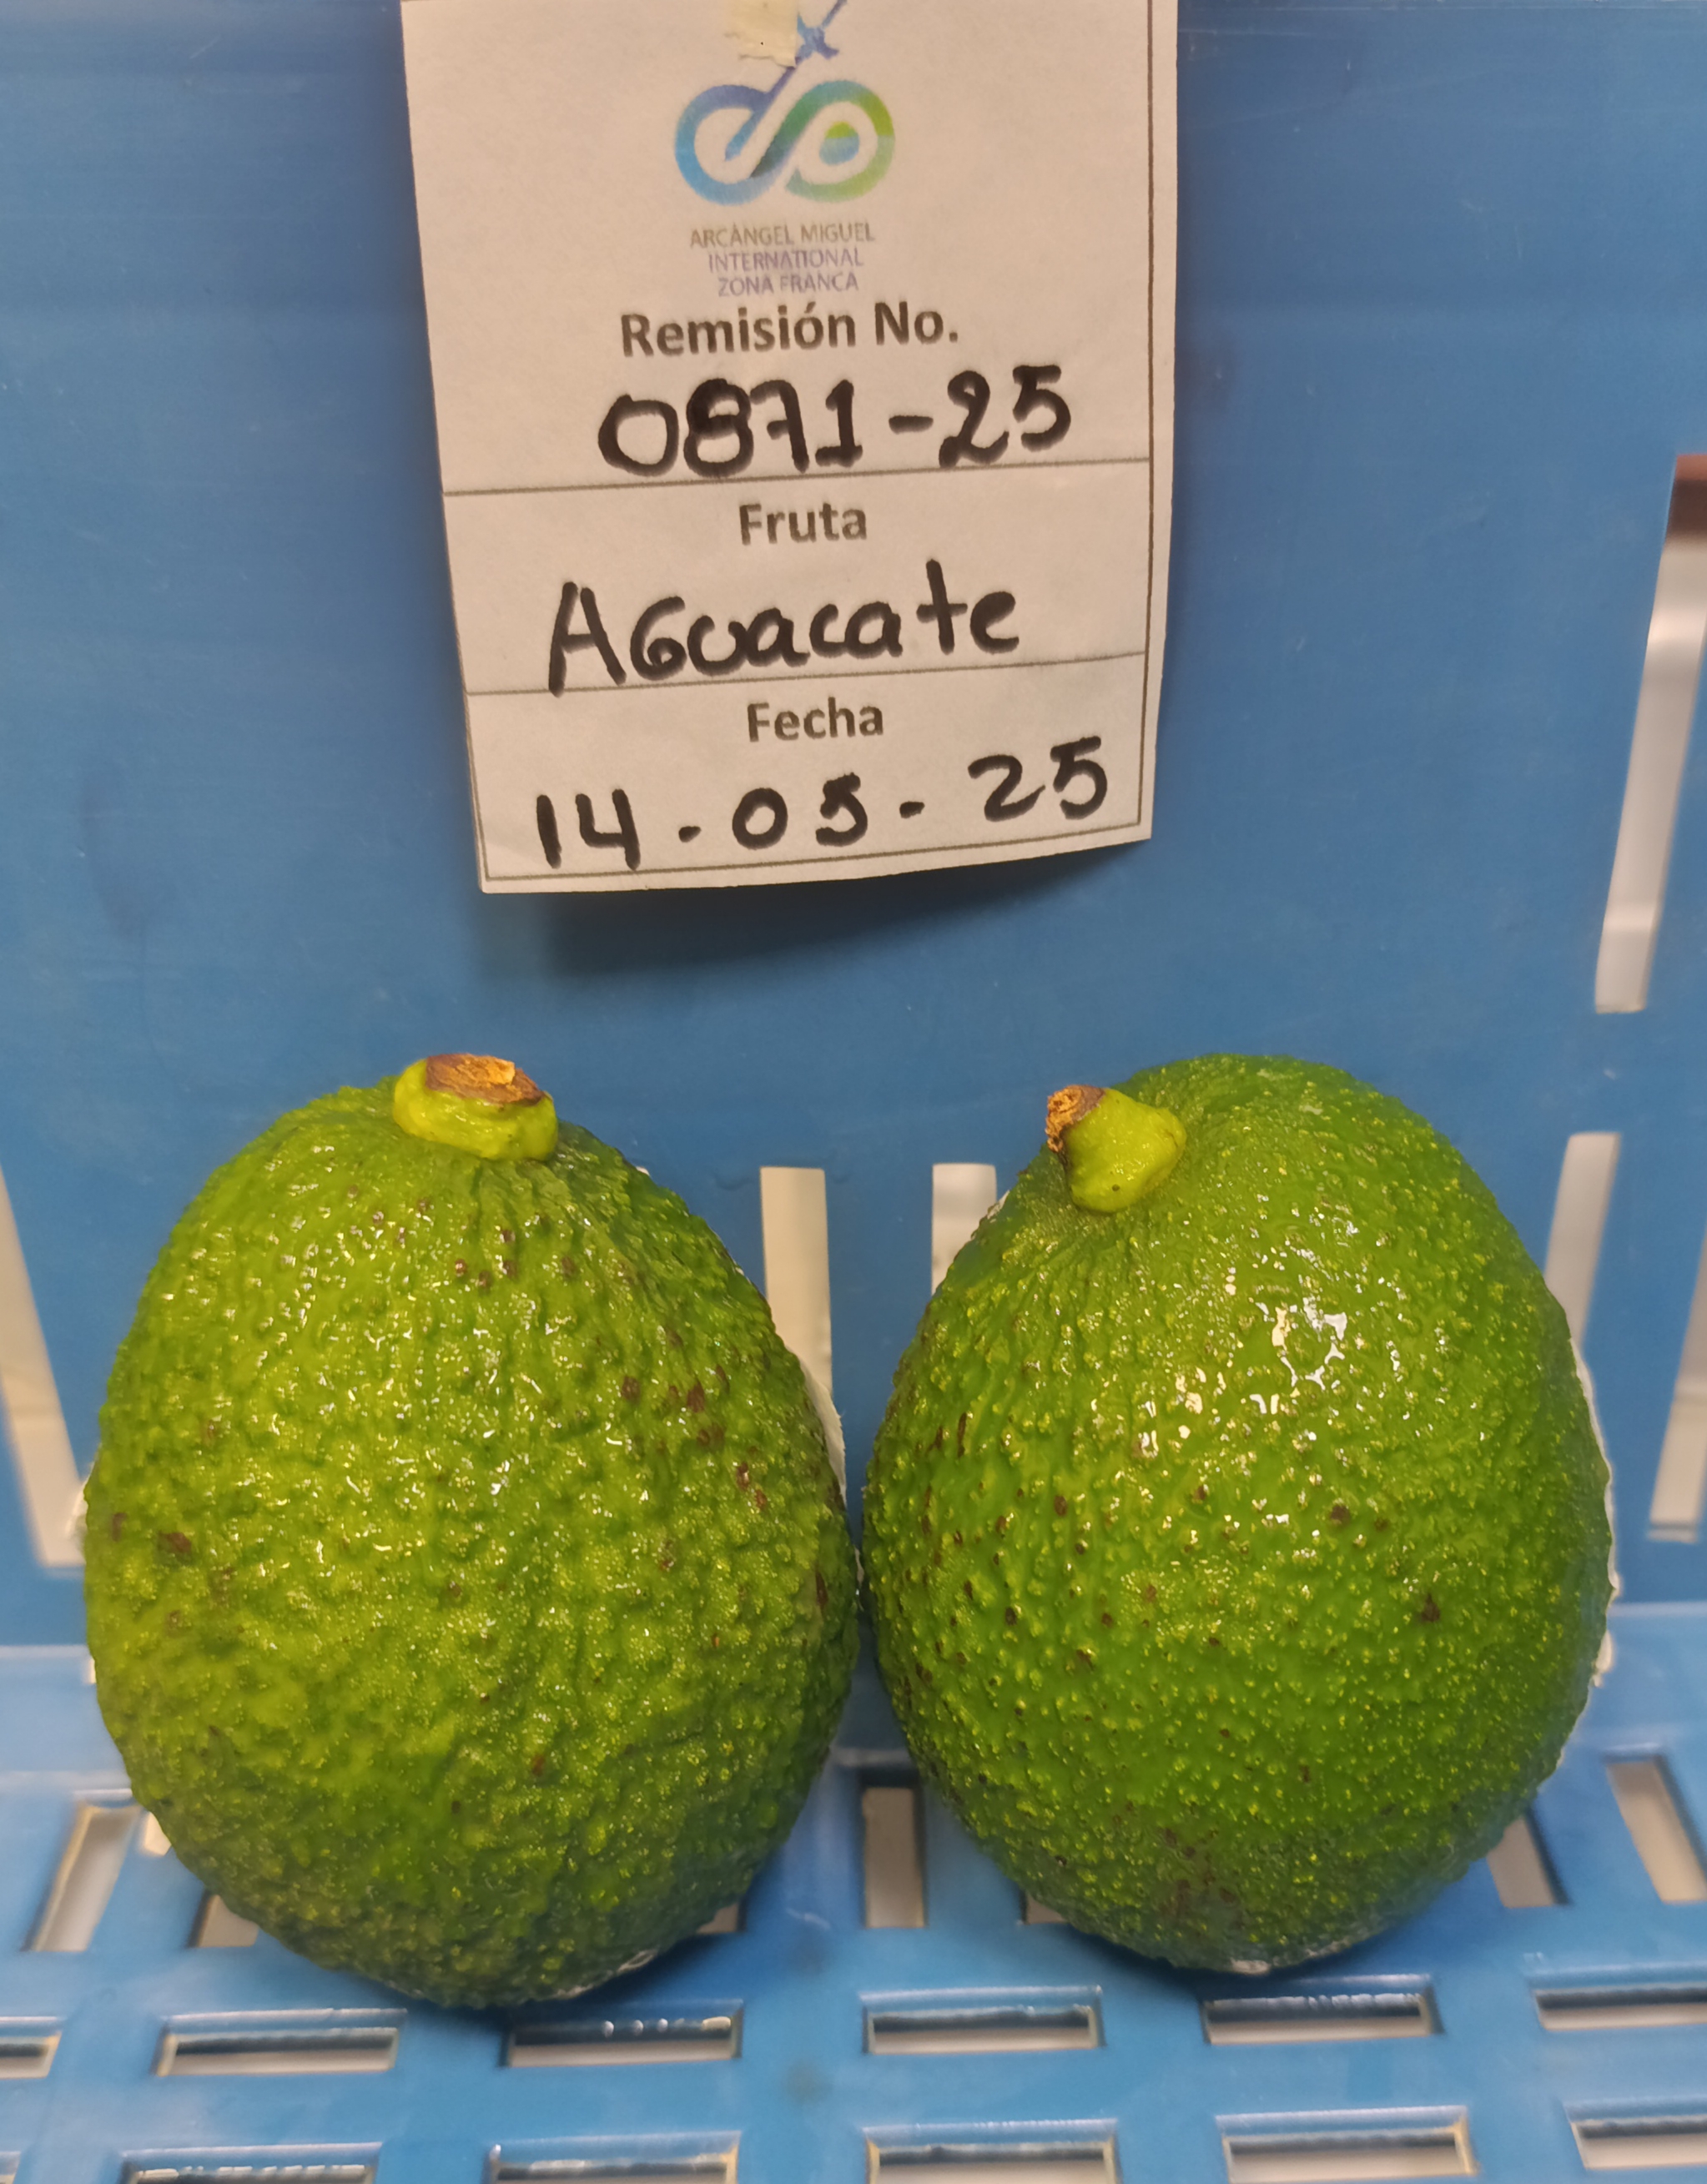 ARCÁNGEL MIGUEL
INTERNATIONAL
ZONA FRANCA
Remisión No.
0871-25
Fruta
AGuacate
Fecha
14-05-25